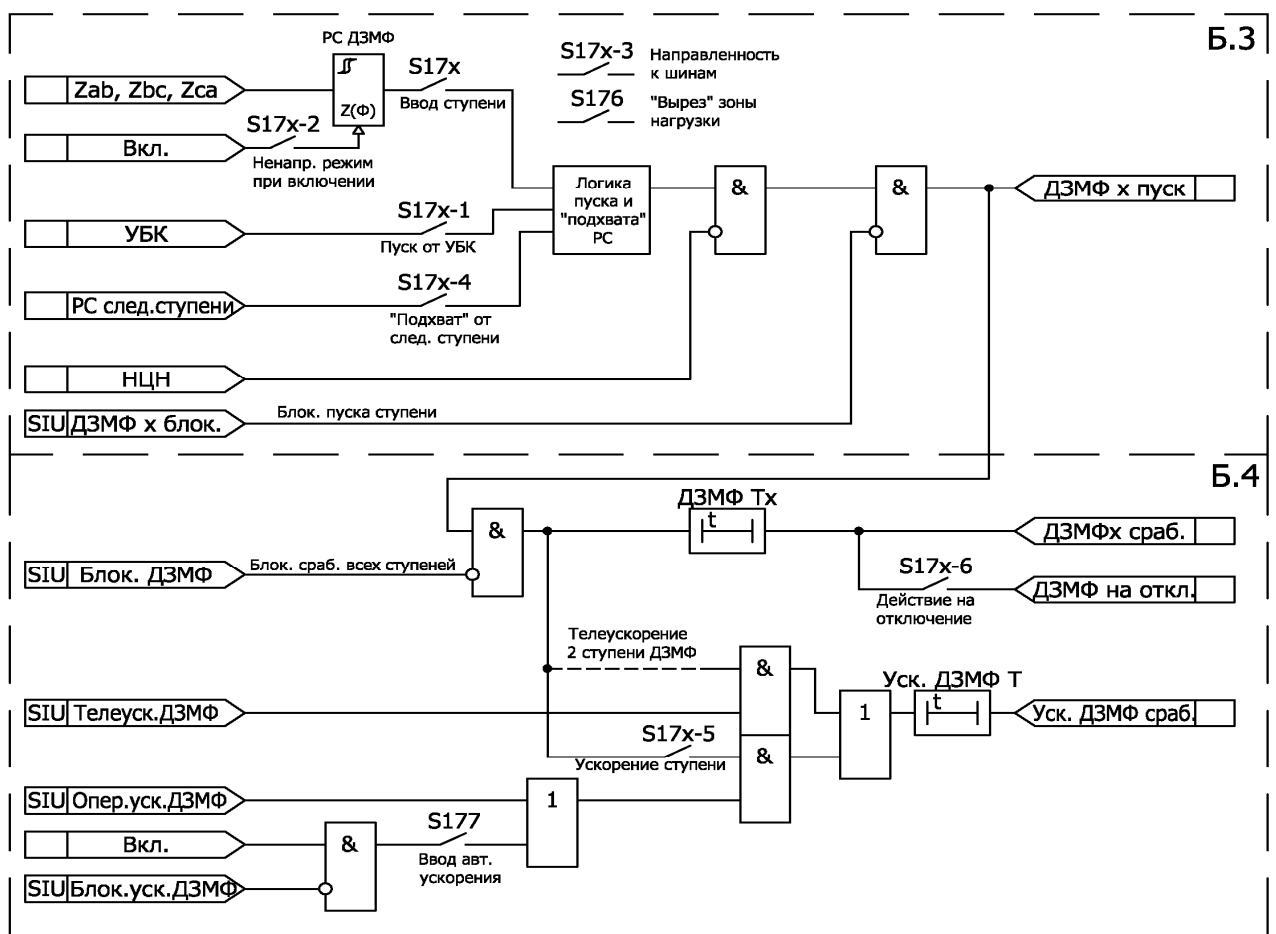 Б.3
РС ДЗМФ
Zab, Zbc, Zca
Z(Ф)
S17x
Ввод ступени
S17x-3
Направленность
к шинам
S176
"Вырез" зоны
нагрузки
Вкл.
S17x-2
Ненапр. режим
при включении
УБК
S17x-1
Пуск от УБК
Логика
пуска и
"подхвата"
РС
&
&
ДЗМФ х пуск
РС след.ступени
S17x-4
"Подхват" от
след. ступени
НЦН
SIU ДЗМФ х блок.
Блок. пуска ступени
Б.4
ДЗМФ Тх
t
&
ДЗМФх сраб.
SIU Блок. ДЗМФ
Блок. сраб. всех ступеней
S17x-6
Действие на
отключение
ДЗМФ на откл.
Телеускорение
2 ступени ДЗМФ
&
SIU Телеуск.ДЗМФ
1
Уск. ДЗМФ Т
t
Уск. ДЗМФ сраб.
S17x-5
Ускорение ступени
&
SIU Опер.уск.ДЗМФ
1
Вкл.
&
S177
Ввод авт.
ускорения
SIU Блок.уск.ДЗМФ